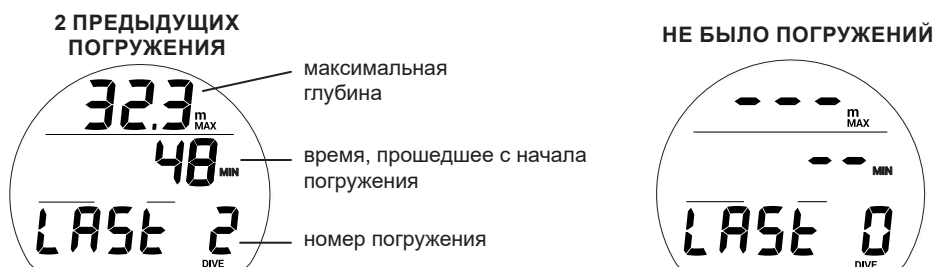 2 ПРЕДЫДУЩИХ
ПОГРУЖЕНИЯ
32.3 m
MAX
максимальная
глубина
48 MIN
время, прошедшее с начала
погружения
LASt 2
DIVE
номер погружения
НЕ БЫЛО ПОГРУЖЕНИЙ
--- m
MAX
-- MIN
LASt 0
DIVE